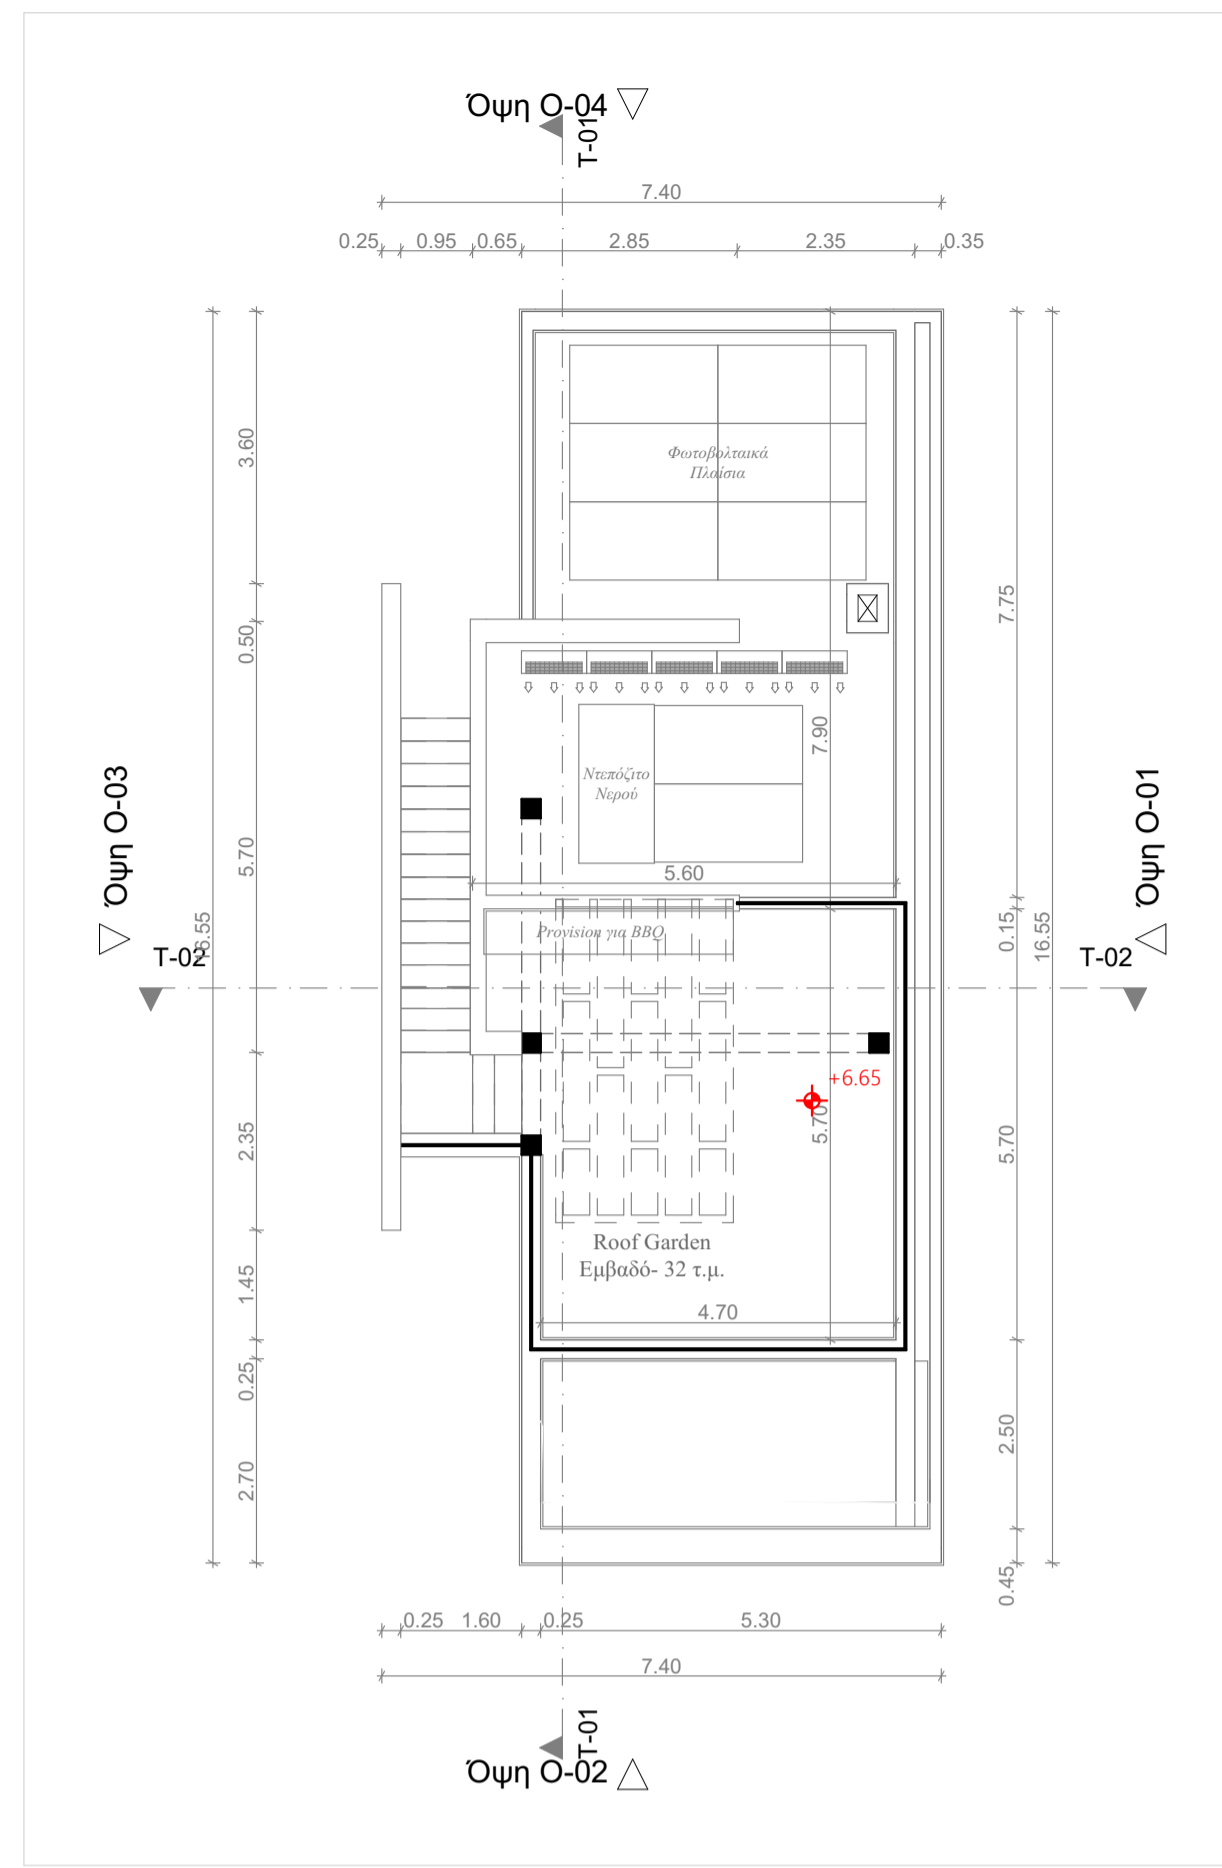 Όψη Ο-04
T-01
7.40
0.25
0.95
0.65
2.85
2.35
0.35
3.60
Φωτοβολταικά
Πλαίσια
0.50
7.75
7.90
Ντεπόζιτο
Νερού
Όψη Ο-03
Όψη Ο-01
5.70
5.60
16.55
0.15
16.55
Provision για BBQ
T-02
T-02
+6.65
5.70
2.35
5.70
Roof Garden
Εμβαδό- 32 τ.μ.
1.45
4.70
0.25
2.50
2.70
0.45
0.25
1.60
0.25
5.30
7.40
T-01
Όψη Ο-02